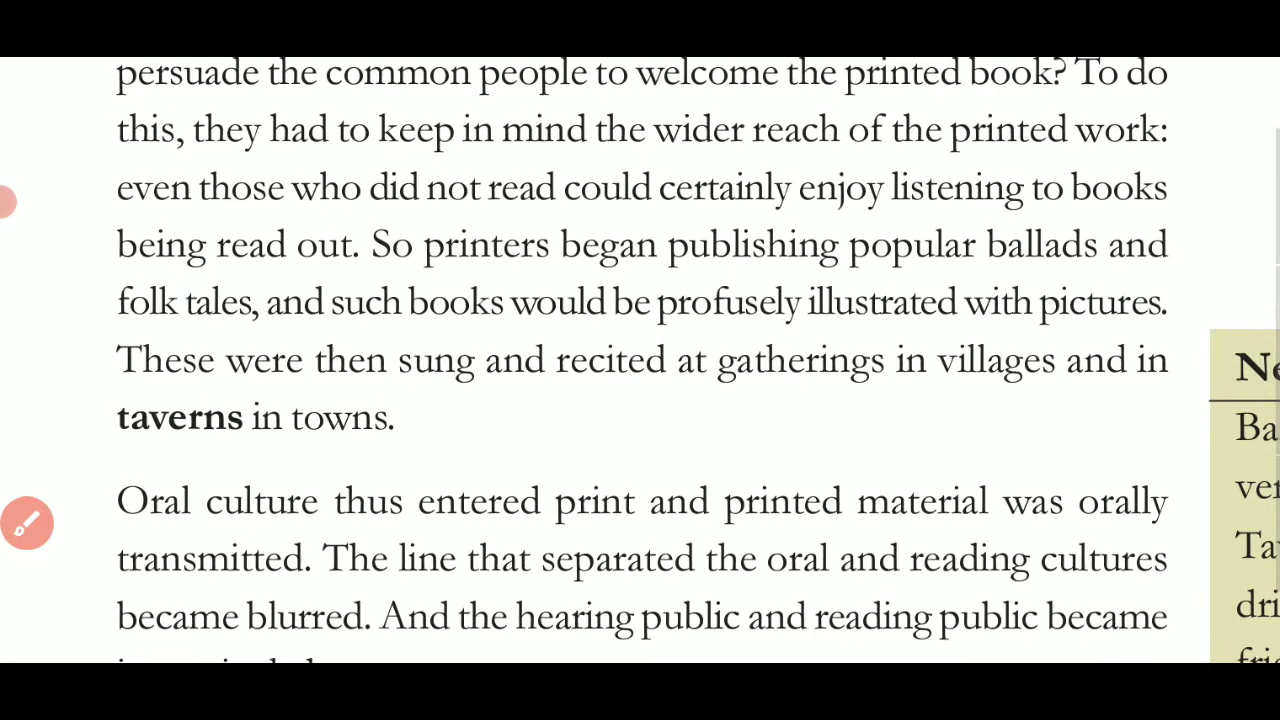 persuade the common people to welcome the printed book? To do
this, they had to keep in mind the wider reach of the printed work:
even those who did not read could certainly enjoy listening to books
being read out. So printers began publishing popular ballads and
folk tales, and such books would be profusely illustrated with pictures.
These were then sung and recited at gatherings in villages and in
taverns in towns.
Oral culture thus entered print and printed material was orally
transmitted. The line that separated the oral and reading cultures
became blurred. And the hearing public and reading public became
Ne
Ba
ver
Ta
dri